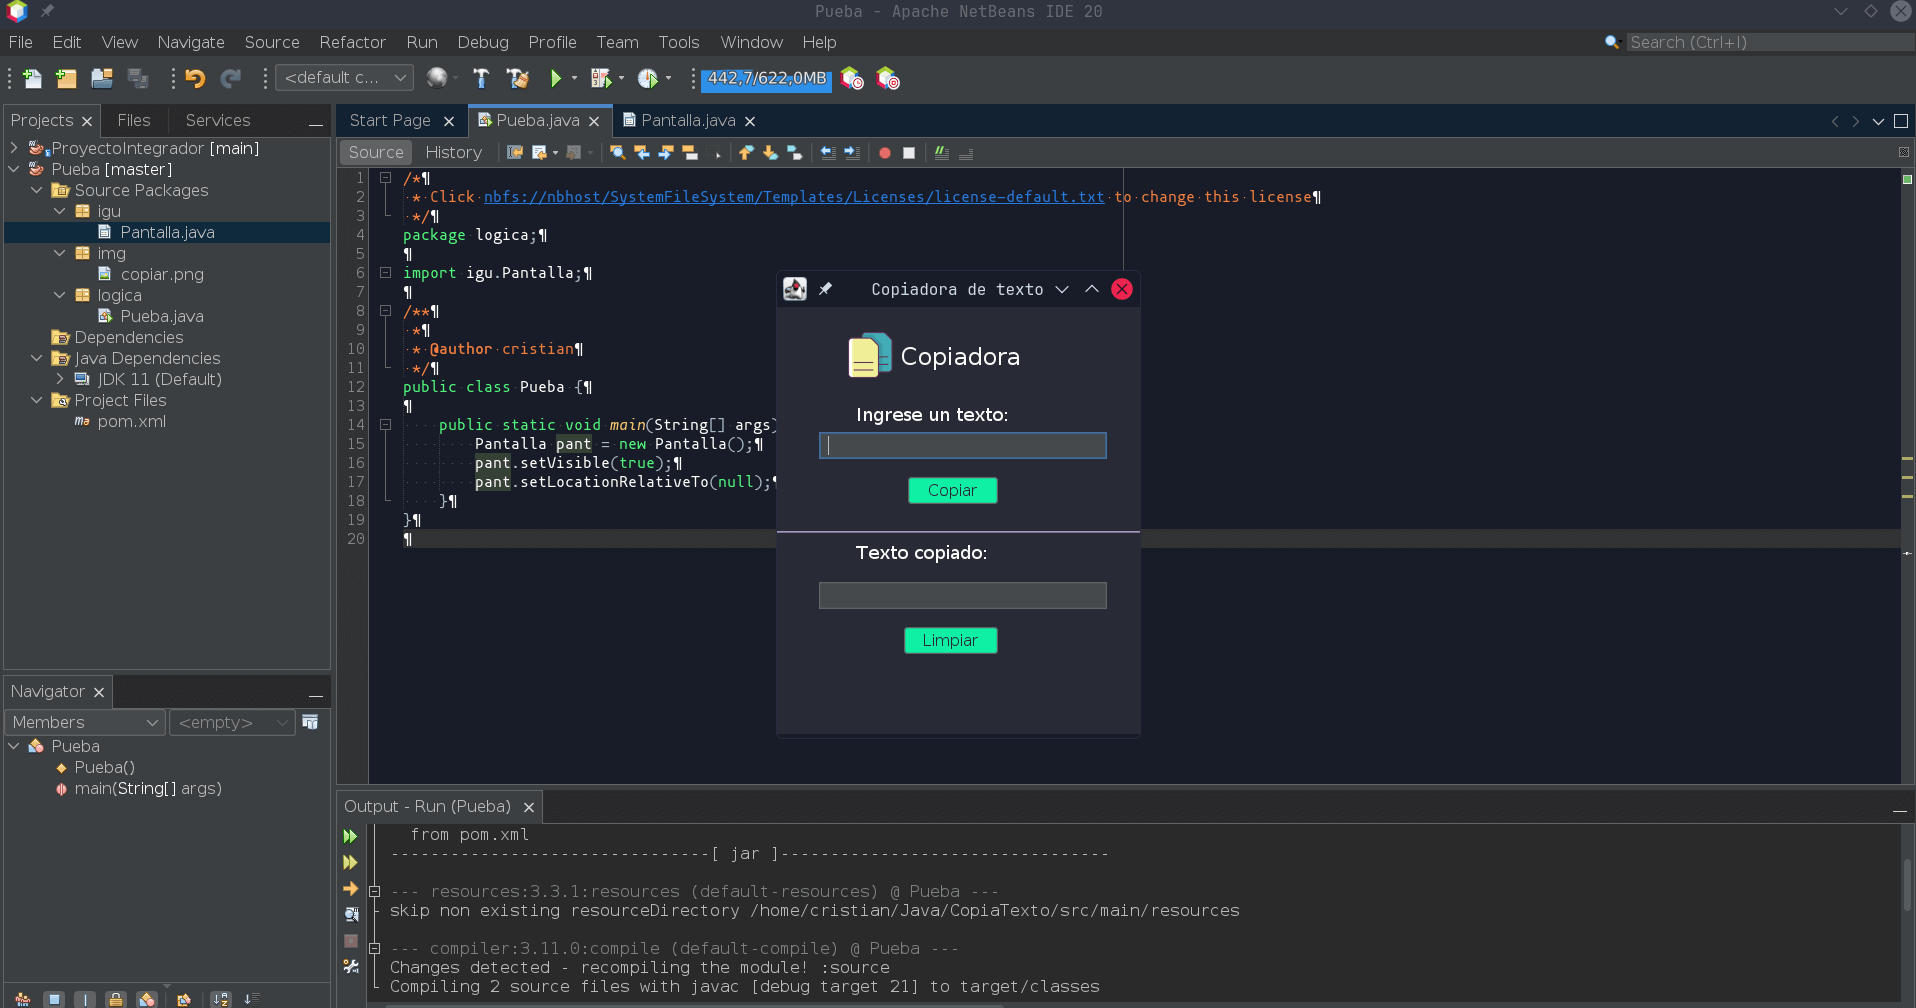 Pueba - Apache NetBeans IDE 20
File Edit View Navigate Source Refactor Run Debug Profile Team Tools Window Help
Search (Ctrl+I)
<default c...
442,7/622,0MB
Projects Files Services
ProyectoIntegrador [main]
Pueba [master]
Source Packages
igu
Pantalla.java
img
copiar.png
logica
Pueba.java
Dependencies
Java Dependencies
JDK 11 (Default)
Project Files
pom.xml
Navigator
Members <empty>
Pueba
Pueba()
main(String[] args)
Start Page Pueba.java Pantalla.java
Source History
1 /*¶
2 * Click nbfs://nbhost/SystemFileSystem/Templates/Licenses/license-default.txt to change this license¶
3 */¶
4 package logica;¶
5 ¶
6 import igu.Pantalla;¶
7 ¶
8 /**¶
9 *¶
10 * @author cristian¶
11 */¶
12 public class Pueba {¶
13 ¶
14 public static void main(String[] args)
15 Pantalla pant = new Pantalla();¶
16 pant.setVisible(true);¶
17 pant.setLocationRelativeTo(null);¶
18 }¶
19 }¶
20 ¶
Copiadora de texto
Copiadora
Ingrese un texto:
Copiar
Texto copiado:
Limpiar
Output - Run (Pueba)
from pom.xml
--------------------------------[ jar ]---------------------------------
--- resources:3.3.1:resources (default-resources) @ Pueba ---
skip non existing resourceDirectory /home/cristian/Java/CopiaTexto/src/main/resources
--- compiler:3.11.0:compile (default-compile) @ Pueba ---
Changes detected - recompiling the module! :source
Compiling 2 source files with javac [debug target 21] to target/classes